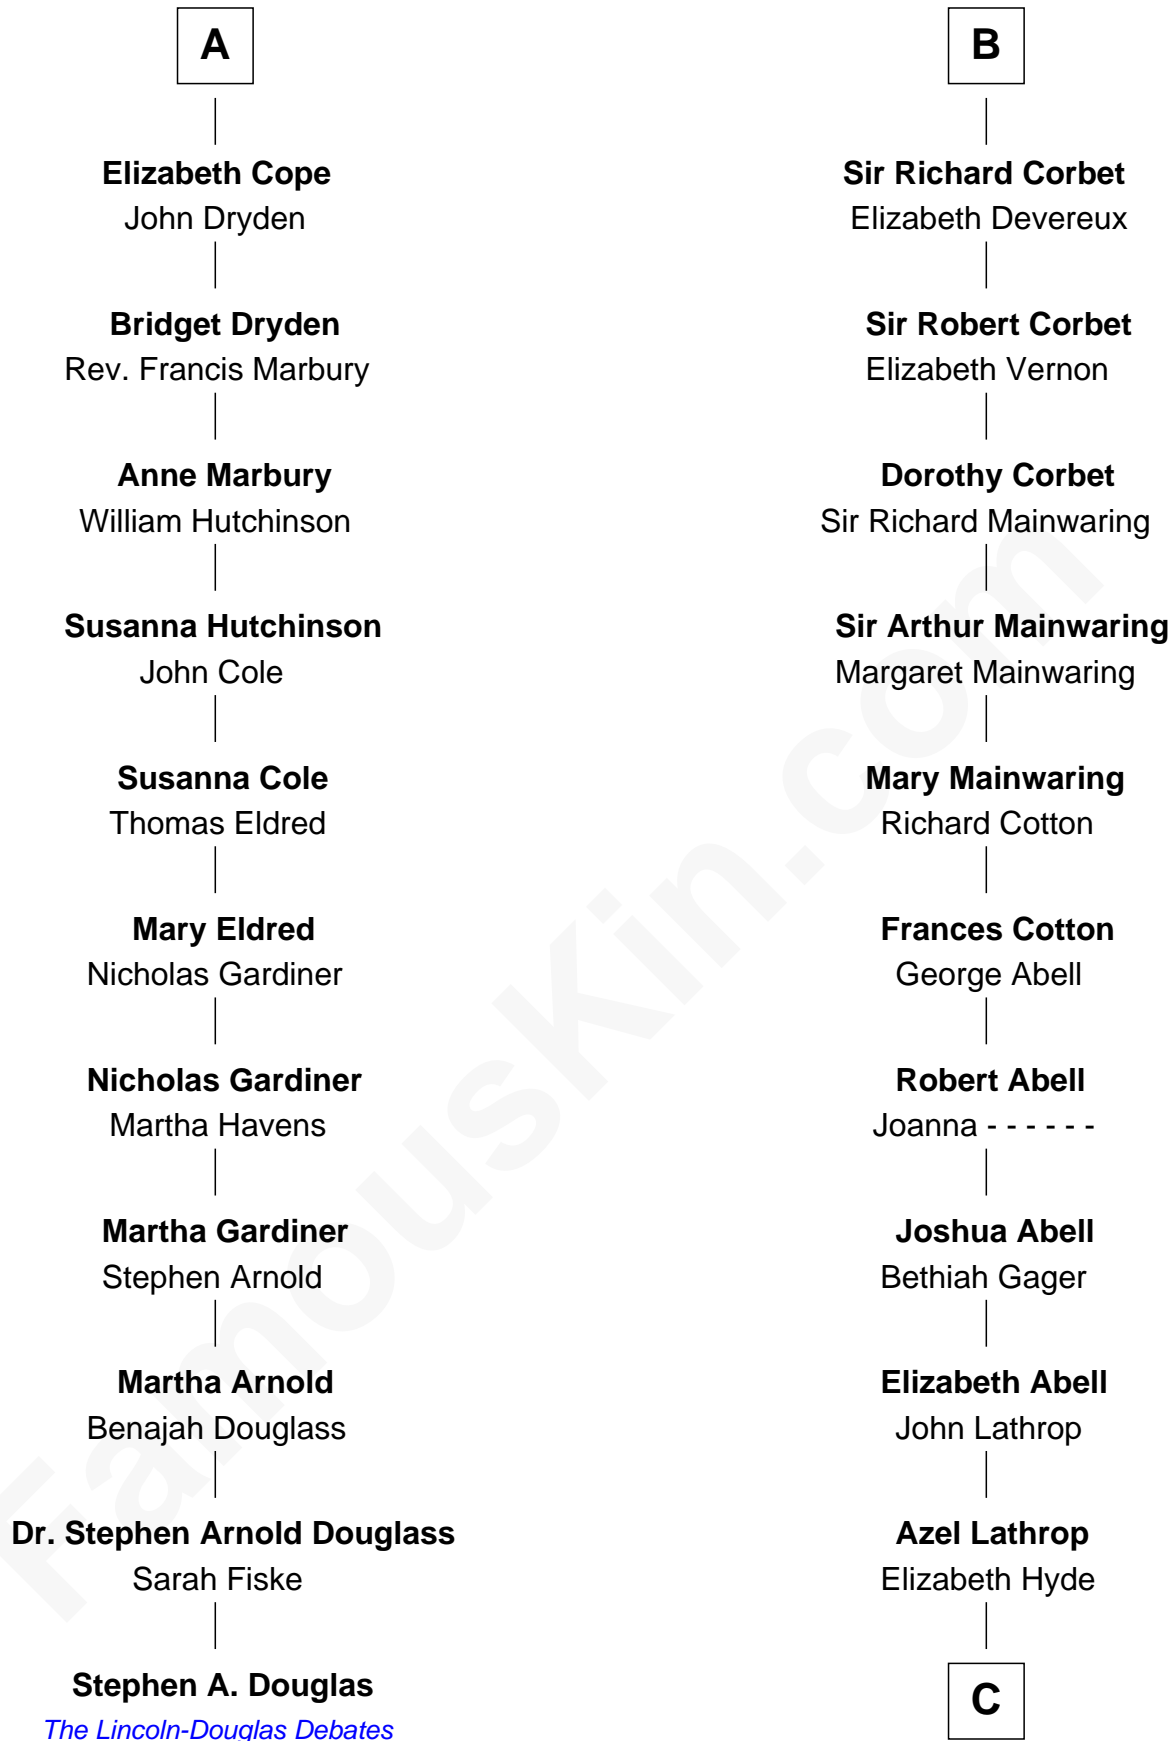 A
Elizabeth Cope
John Dryden
Bridget Dryden
Rev. Francis Marbury
Anne Marbury
William Hutchinson
Susanna Hutchinson
John Cole
Susanna Cole
Thomas Eldred
Mary Eldred
Nicholas Gardiner
Nicholas Gardiner
Martha Havens
Martha Gardiner
Stephen Arnold
Martha Arnold
Benajah Douglass
Dr. Stephen Arnold Douglass
Sarah Fiske
Stephen A. Douglas
The Lincoln-Douglas Debates
B
Sir Richard Corbet
Elizabeth Devereux
Sir Robert Corbet
Elizabeth Vernon
Dorothy Corbet
Sir Richard Mainwaring
Sir Arthur Mainwaring
Margaret Mainwaring
Mary Mainwaring
Richard Cotton
Frances Cotton
George Abell
Robert Abell
Joanna - - - - - -
Joshua Abell
Bethiah Gager
Elizabeth Abell
John Lathrop
Azel Lathrop
Elizabeth Hyde
C
FamousKin.com